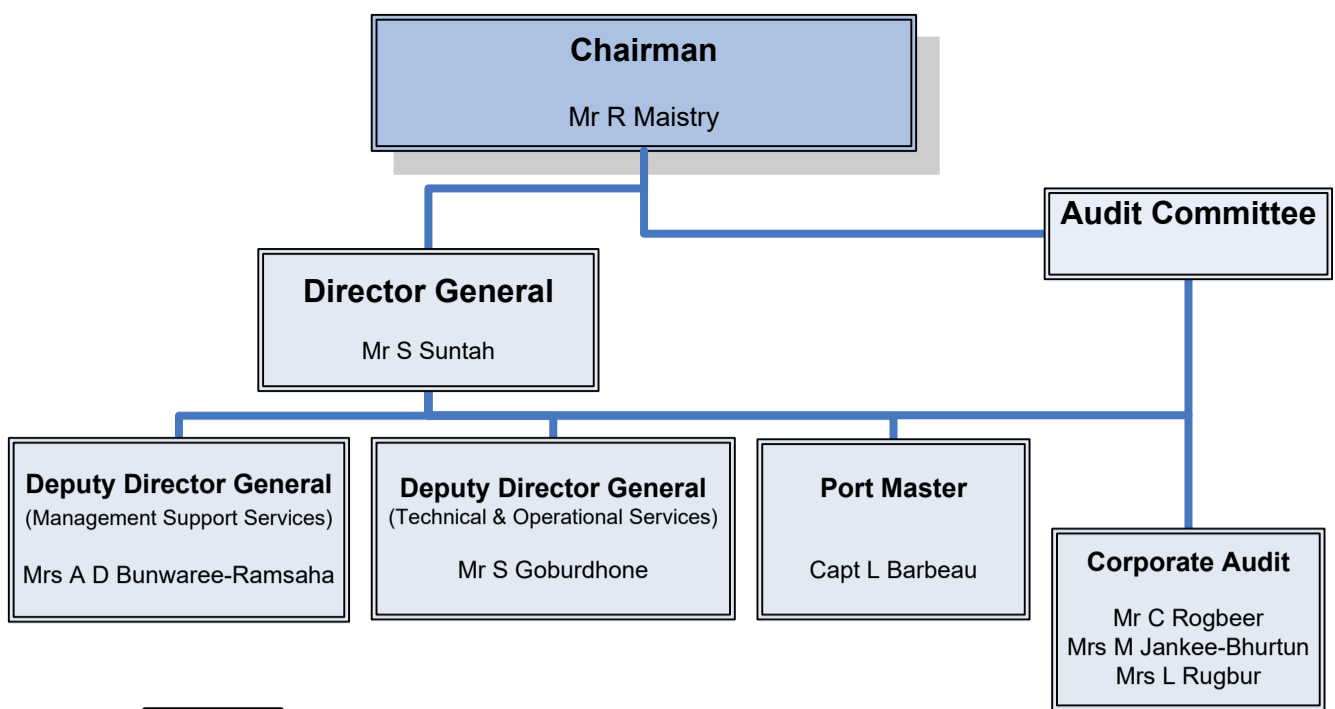 Chairman
Mr R Maistry
Audit Committee
Director General
Mr S Suntah
Deputy Director General
(Management Support Services)
Mrs A D Bunwaree-Ramsaha
Deputy Director General
(Technical & Operational Services)
Mr S Goburdhone
Port Master
Capt L Barbeau
Corporate Audit
Mr C Rogbeer
Mrs M Jankee-Bhurtun
Mrs L Rugbur